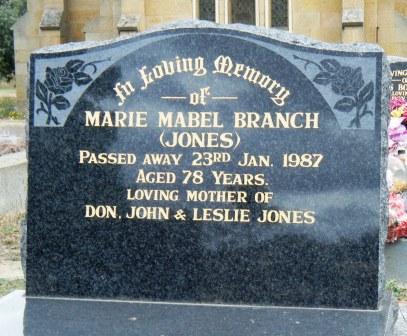 In Loving Memory
of
MARIE MABEL BRANCH
(JONES)
PASSED AWAY 23RD JAN. 1987
AGED 78 YEARS.
LOVING MOTHER OF
DON, JOHN & LESLIE JONES